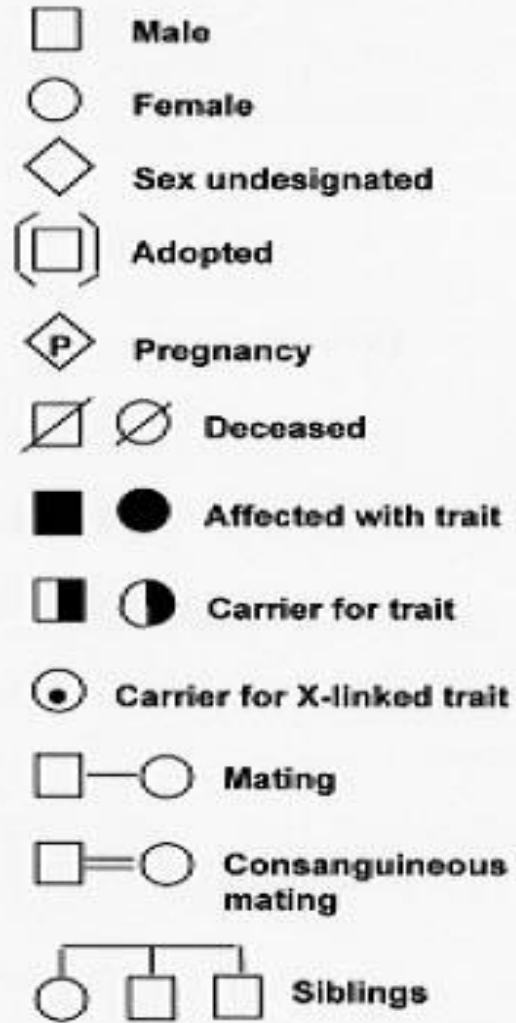 Male
Female
Sex undesignated
Adopted
P Pregnancy
Deceased
Affected with trait
Carrier for trait
Carrier for X-linked trait
Mating
Consanguineous
mating
Siblings